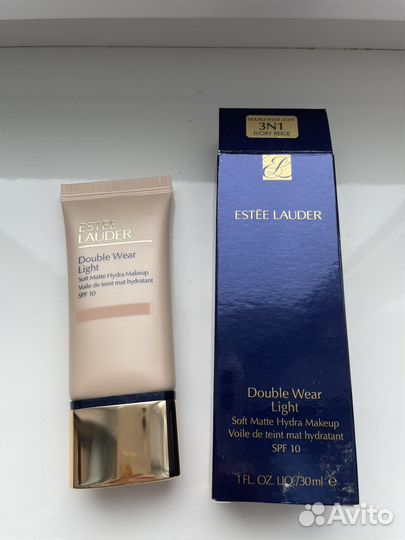 ESTĒE
LAUDER
Double Wear
Light
Soft Matte Hydra Makeup
Voile de teint mat hydratant
SPF 10
DOUBLE WEAR LIGHT
3N1
IVORY BEIGE
EL
ESTĒE LAUDER
Double Wear
Light
Soft Matte Hydra Makeup
Voile de teint mat hydratant
SPF 10
1 FL. OZ. LIQ./30ml e
Avito